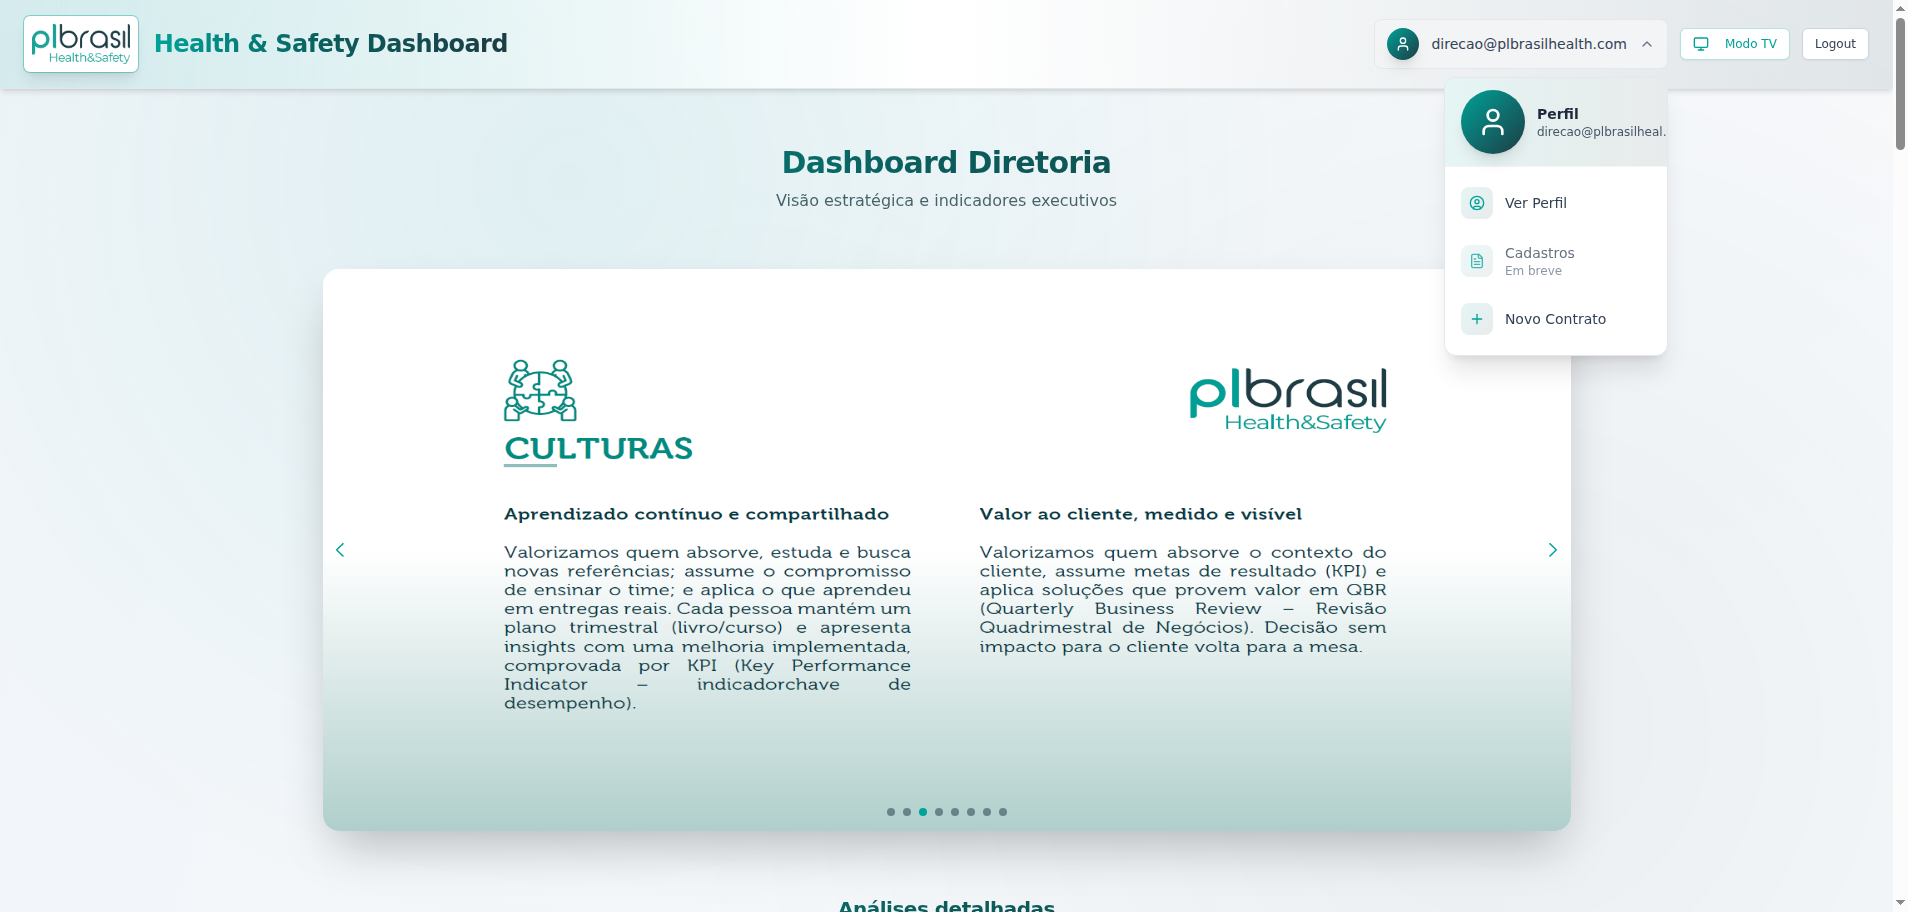 plbrasil
Health&Safety
Health & Safety Dashboard
direcao@plbrasilhealth.com
Modo TV
Logout
Perfil
direcao@plbrasilheal.
Ver Perfil
Cadastros
Em breve
Novo Contrato
Dashboard Diretoria
Visão estratégica e indicadores executivos
CULTURAS
plbrasil
Health&Safety
Aprendizado contínuo e compartilhado
Valorizamos quem absorve, estuda e busca
novas referências; assume o compromisso
de ensinar o time; e aplica o que aprendeu
em entregas reais. Cada pessoa mantém um
plano trimestral (livro/curso) e apresenta
insights com uma melhoria implementada,
comprovada por KPI (Key Performance
Indicator – indicadorchave de
desempenho).
Valor ao cliente, medido e visível
Valorizamos quem absorve o contexto do
cliente, assume metas de resultado (KPI) e
aplica soluções que provem valor em QBR
(Quarterly Business Review – Revisão
Quadrimestral de Negócios). Decisão sem
impacto para o cliente volta para a mesa.
Análises detalhadas